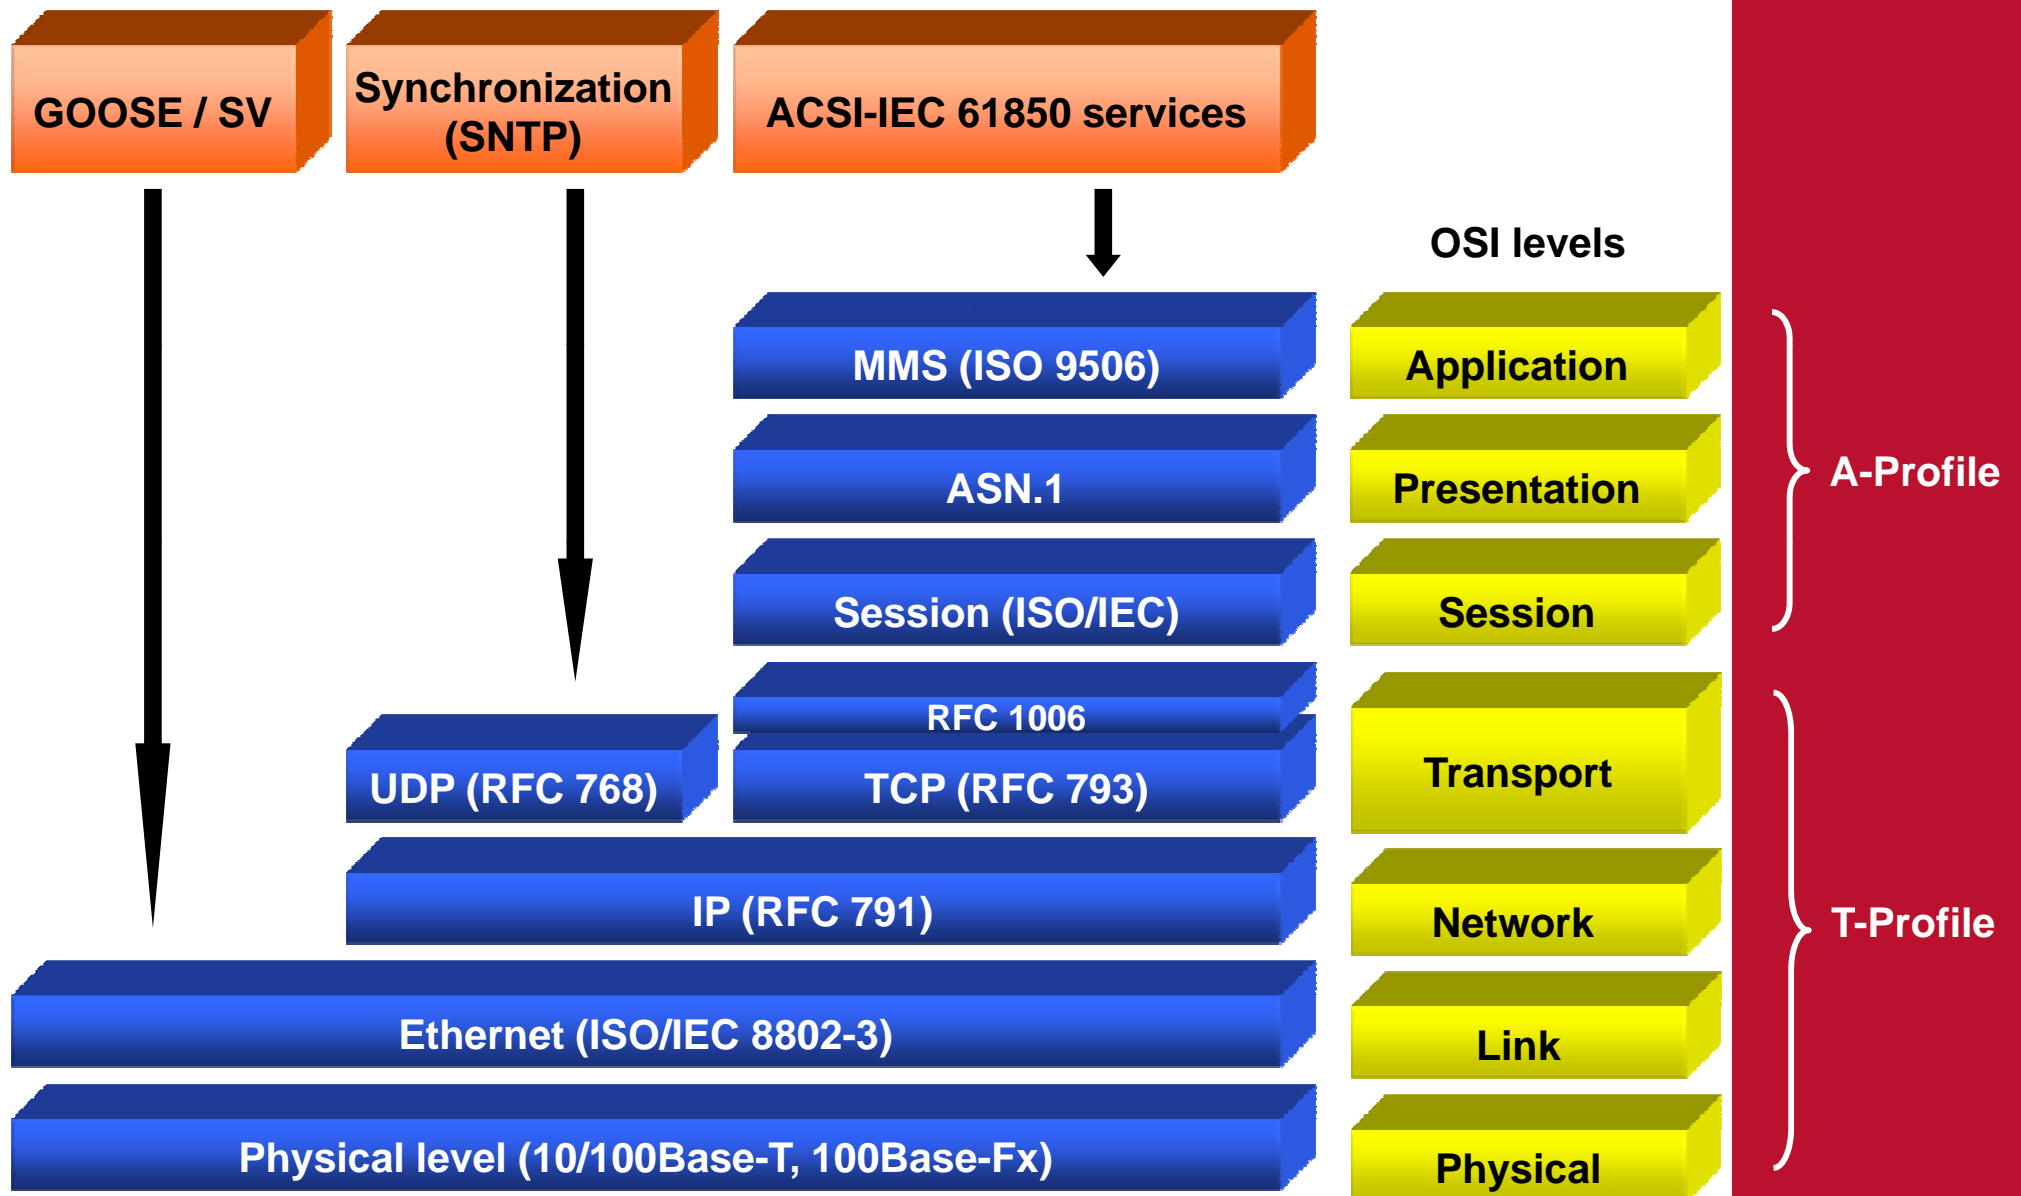 GOOSE / SV
Synchronization
(SNTP)
ACSI-IEC 61850 services
OSI levels
MMS (ISO 9506)
Application
ASN.1
Presentation
A-Profile
Session (ISO/IEC)
Session
RFC 1006
UDP (RFC 768)
TCP (RFC 793)
Transport
IP (RFC 791)
Network
T-Profile
Ethernet (ISO/IEC 8802-3)
Link
Physical level (10/100Base-T, 100Base-Fx)
Physical